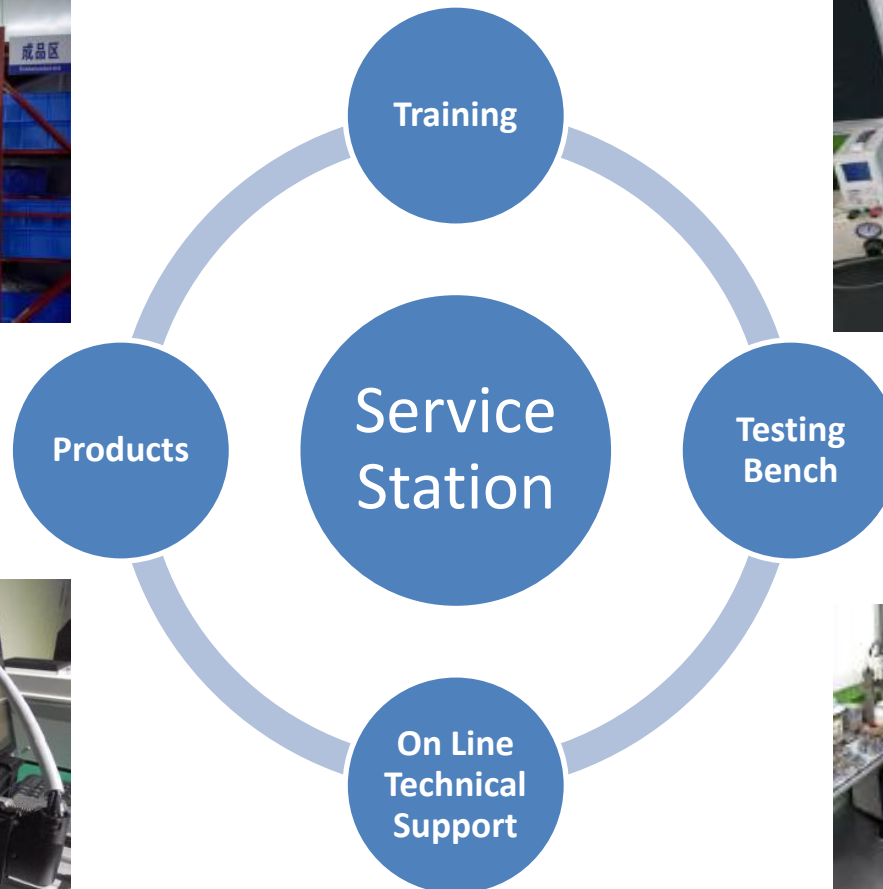 成品区
Training
Service
Station
Products
Testing
Bench
On Line
Technical
Support